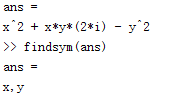 ans =
x^2 + x*y*(2*i) - y^2
>> findsym(ans)
ans =
x,y